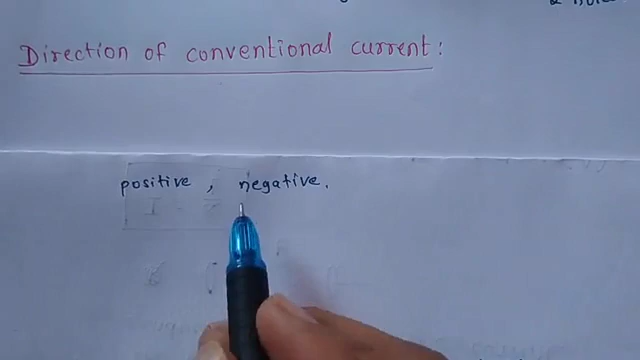 Direction of conventional current :
positive , negative.